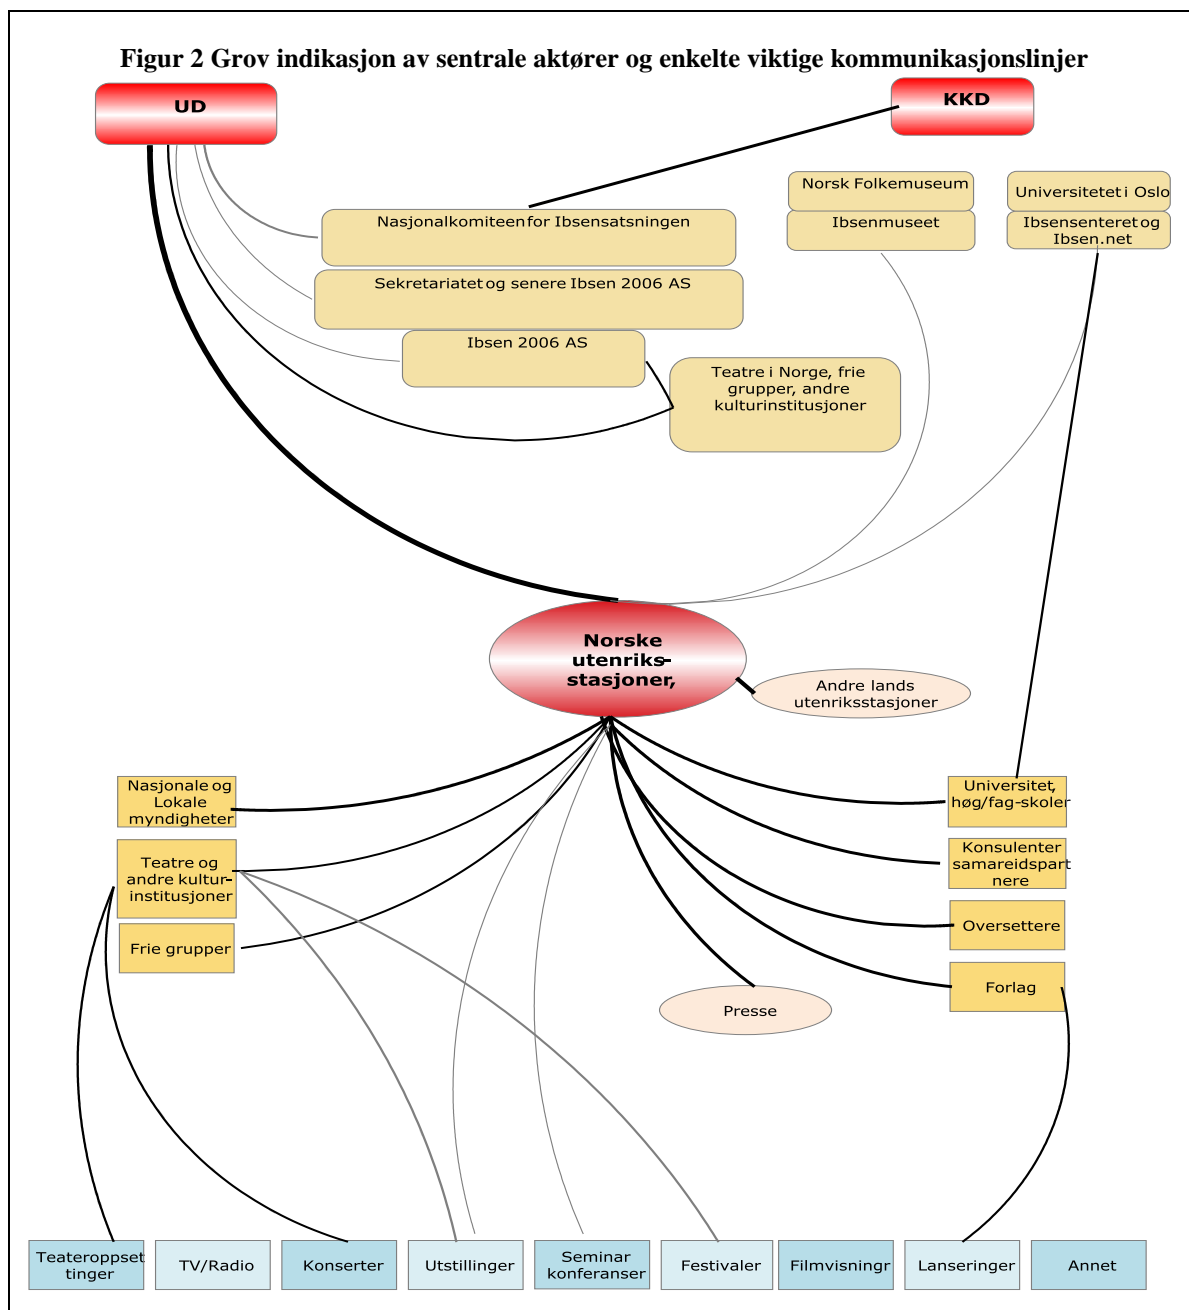 Figur 2 Grov indikasjon av sentrale aktører og enkelte viktige kommunikasjonslinjer
UD
KKD
Norsk Folkemuseum
Universitetet i Oslo
Nasjonalkomiteen for Ibsensatsningen
Ibsenmuseet
Ibsensenteret og
Ibsen.net
Sekretariatet og senere Ibsen 2006 AS
Ibsen 2006 AS
Teatre i Norge, frie
grupper, andre
kulturinstitusjoner
Norske
utenriks-
stasjoner,
Andre lands
utenriksstasjoner
Nasjonale og
Lokale
myndigheter
Universitet,
høg/fag-skoler
Teatre og
andre kultur-
institusjoner
Konsulenter
samareidspart
nere
Frie grupper
Oversettere
Forlag
Presse
Teateroppset
tinger
TV/Radio
Konserter
Utstillinger
Seminar
konferanser
Festivaler
Filmvisningr
Lanseringer
Annet